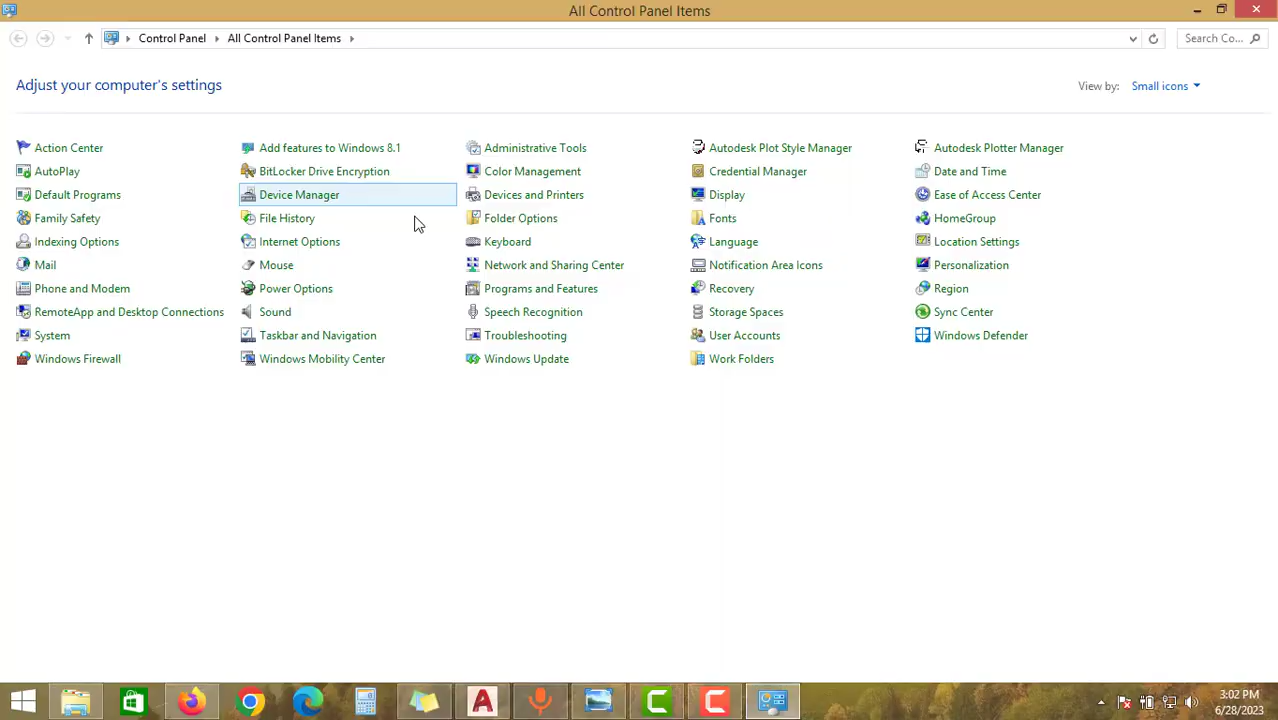 All Control Panel Items
Control Panel All Control Panel Items Search Co...
Adjust your computer's settings
View by: Small icons
Action Center Add features to Windows 8.1 Administrative Tools Autodesk Plot Style Manager Autodesk Plotter Manager
AutoPlay BitLocker Drive Encryption Color Management Credential Manager Date and Time
Default Programs Device Manager Devices and Printers Display Ease of Access Center
Family Safety File History Folder Options Fonts HomeGroup
Indexing Options Internet Options Keyboard Language Location Settings
Mail Mouse Network and Sharing Center Notification Area Icons Personalization
Phone and Modem Power Options Programs and Features Recovery Region
RemoteApp and Desktop Connections Sound Speech Recognition Storage Spaces Sync Center
System Taskbar and Navigation Troubleshooting User Accounts Windows Defender
Windows Firewall Windows Mobility Center Windows Update Work Folders
3:02 PM
6/28/2023